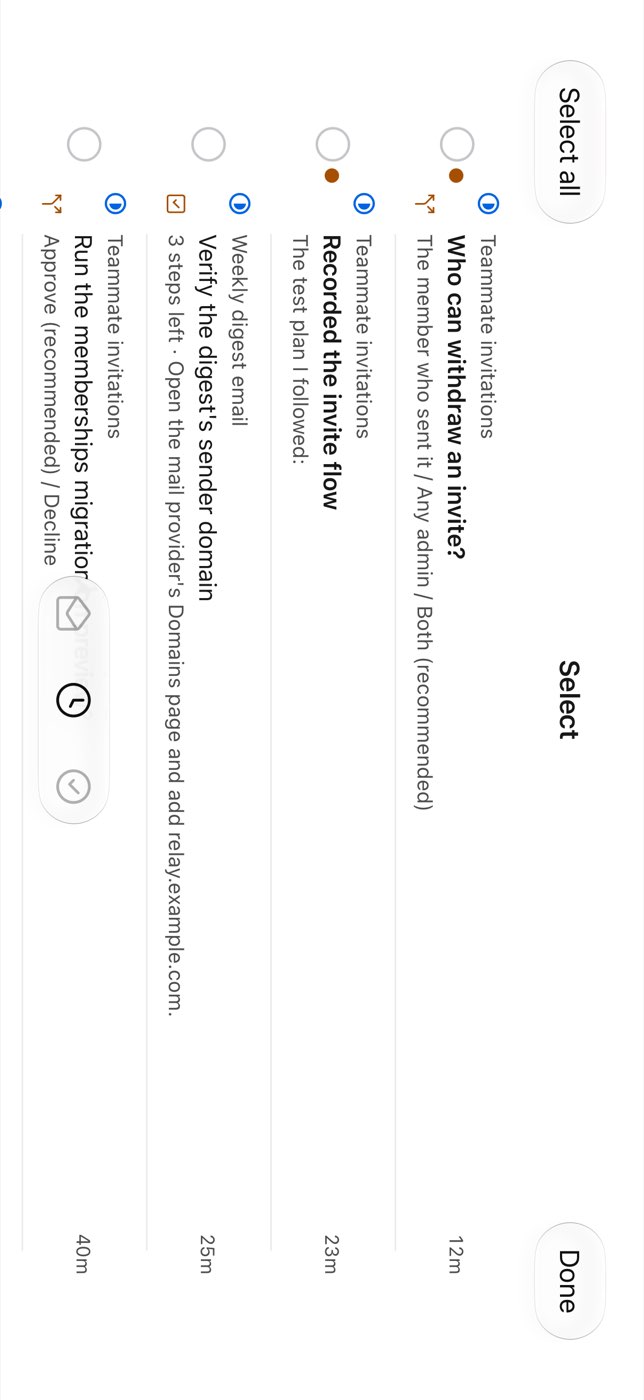 Select all
Select
Done
Teammate invitations
Who can withdraw an invite?
12m
The member who sent it / Any admin / Both (recommended)
Teammate invitations
Recorded the invite flow
23m
The test plan I followed:
Weekly digest email
Verify the digest's sender domain
25m
3 steps left · Open the mail provider's Domains page and add relay.example.com.
Teammate invitations
Run the memberships migration
40m
Approve (recommended) / Decline